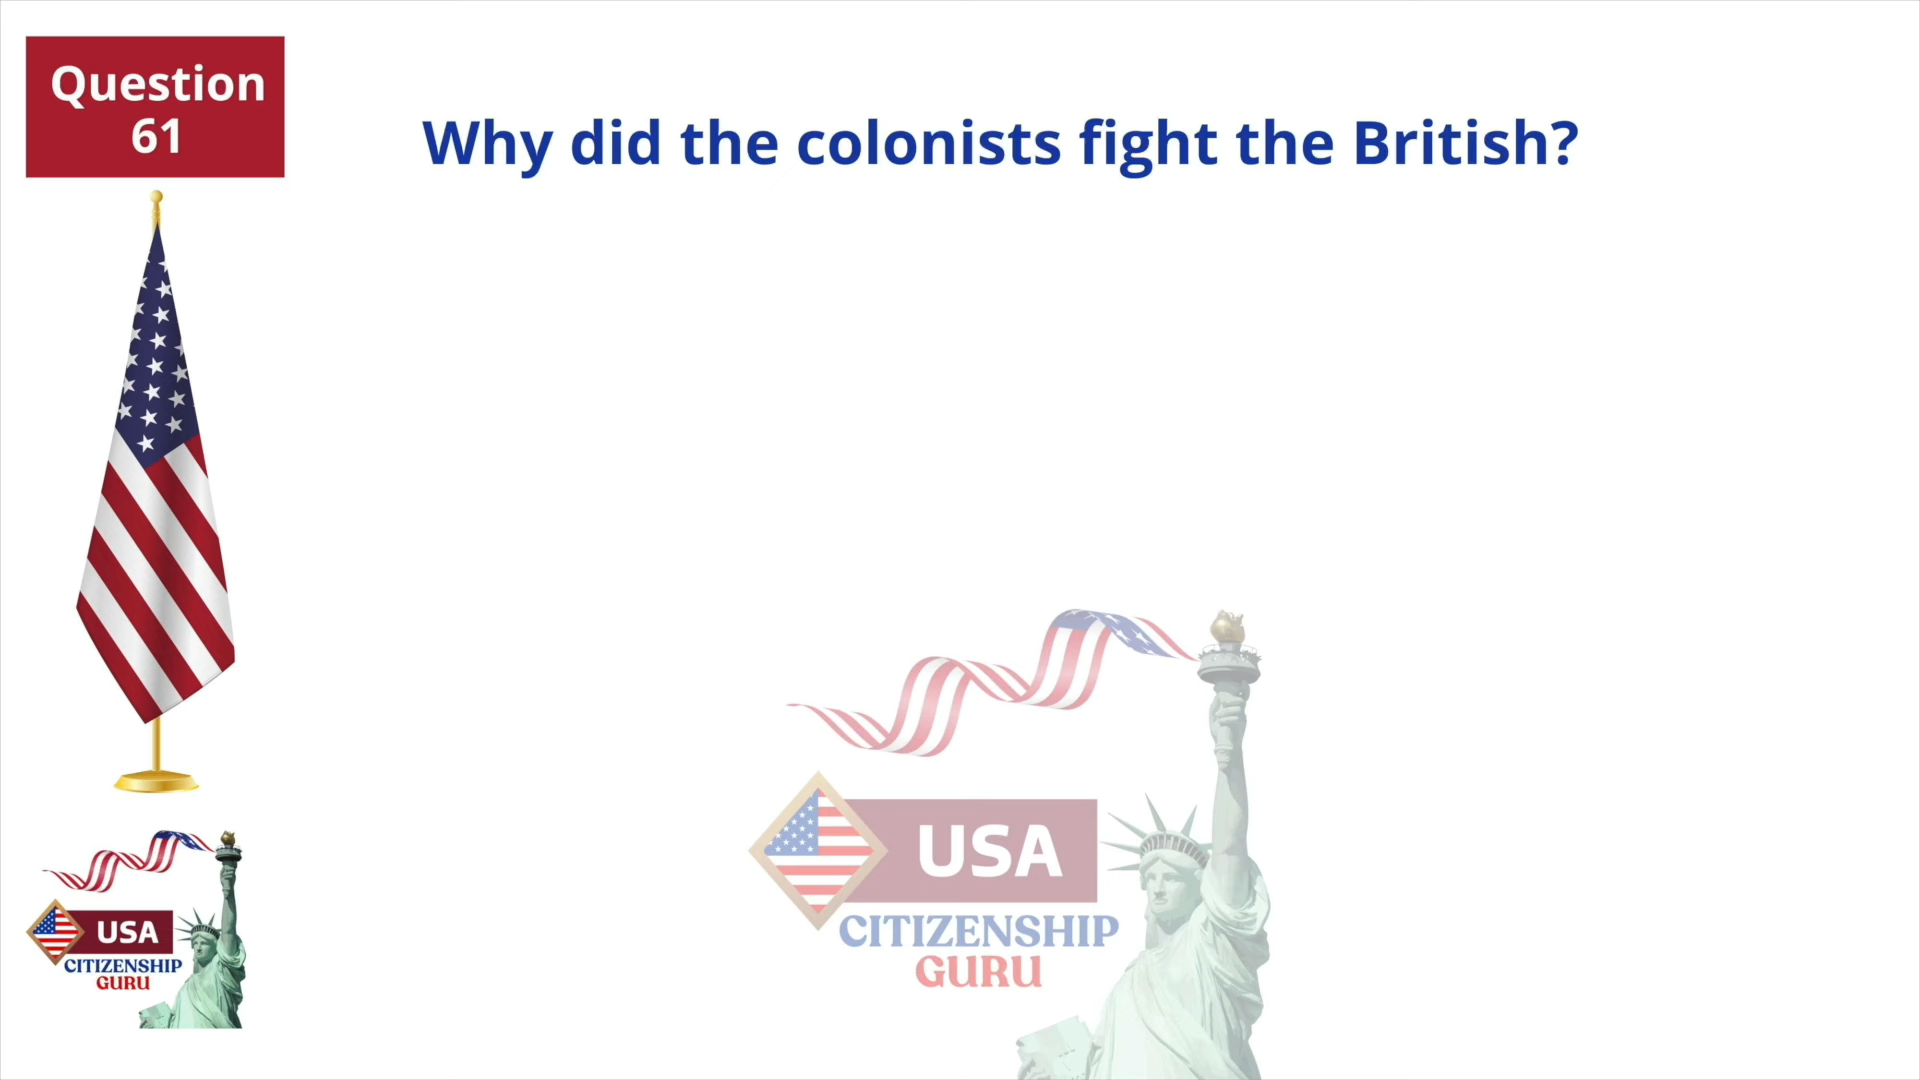 Question
61
Why did the colonists fight the British?
USA
CITIZENSHIP
GURU
USA
CITIZENSHIP
GURU